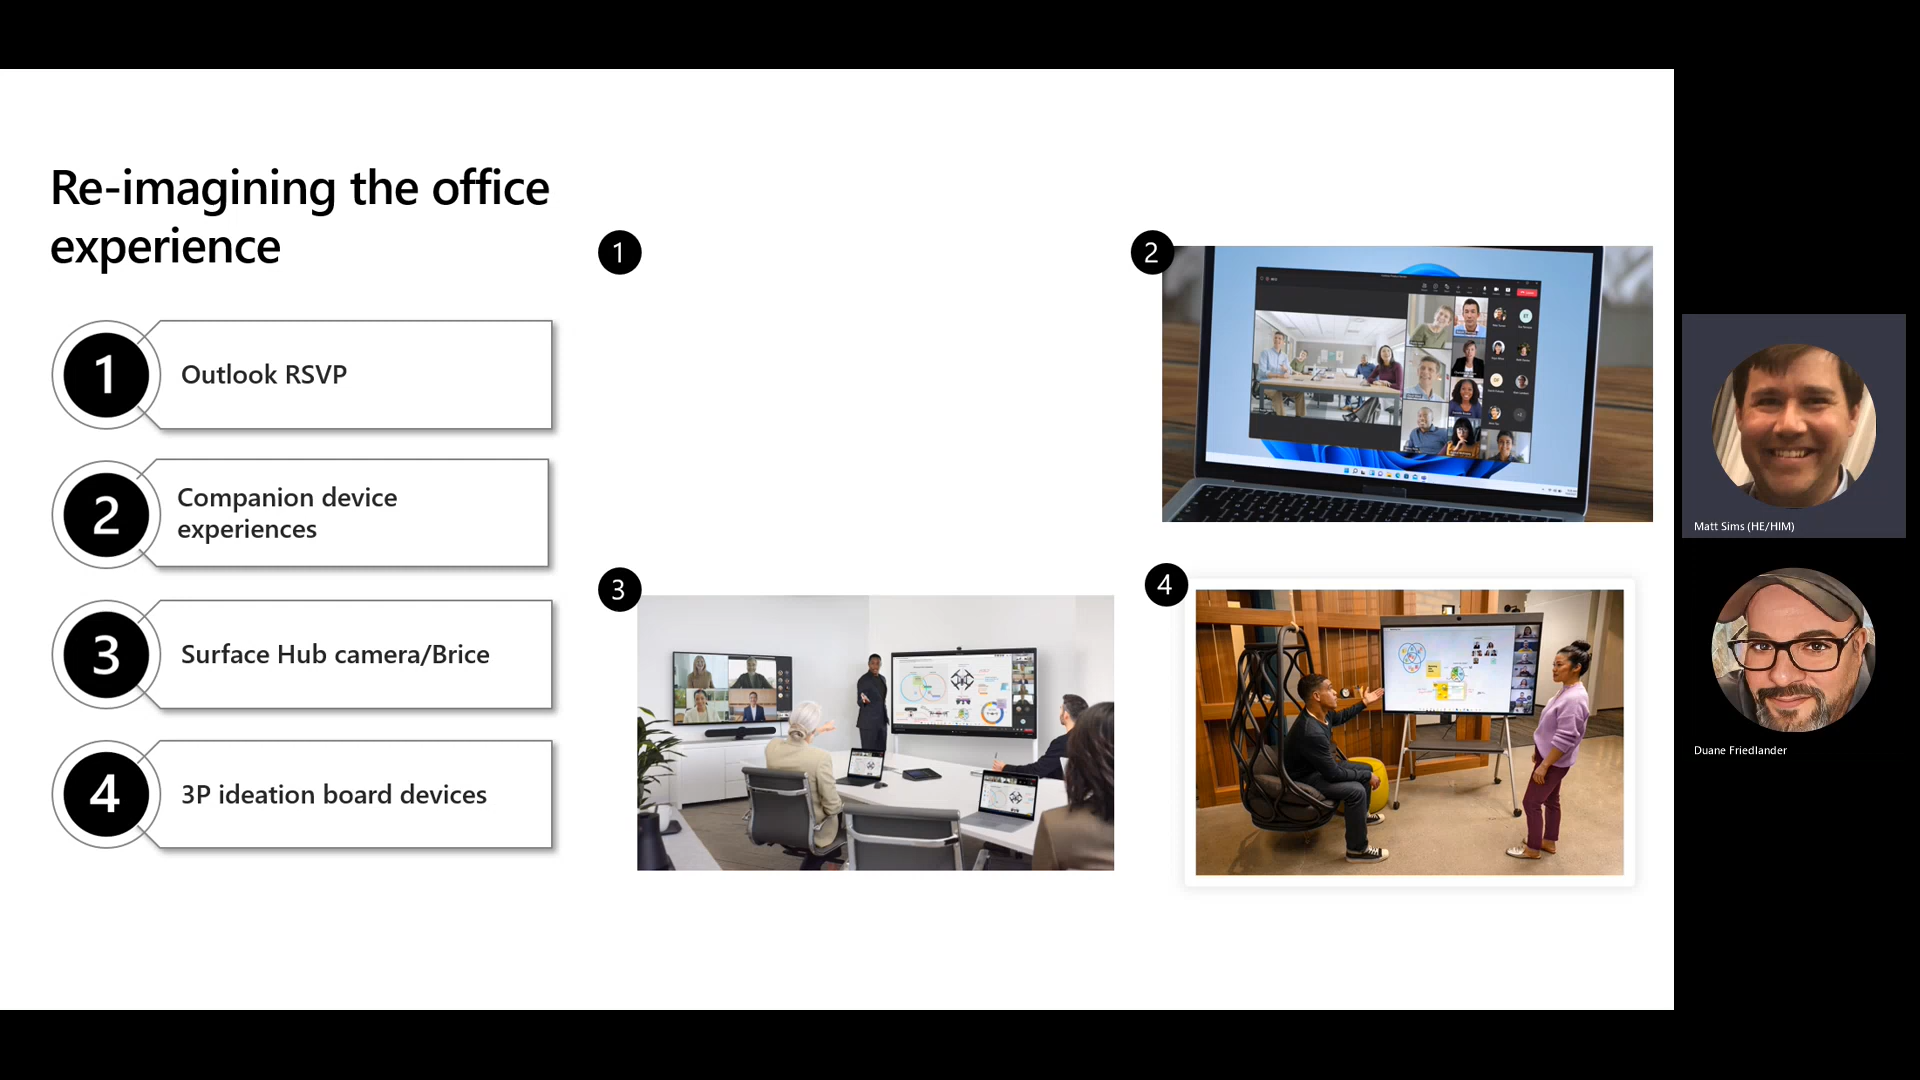 Re-imagining the office
experience
1
Outlook RSVP
2
Companion device
experiences
3
Surface Hub camera/Brice
4
3P ideation board devices
1
2
3
4
Matt Sims (HE/HIM)
Duane Friedlander